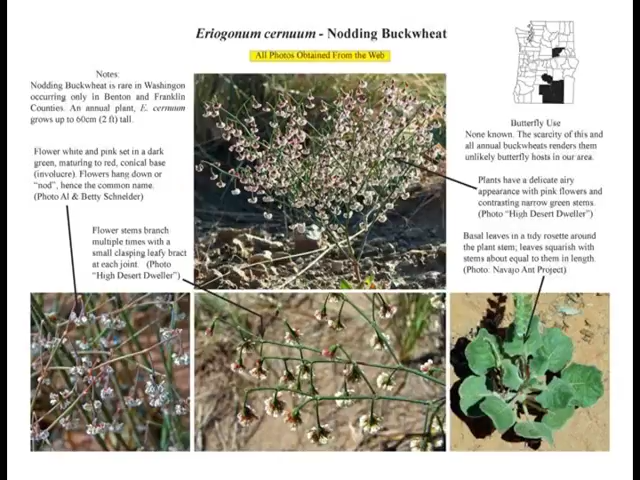 Eriogonum cernuum - Nodding Buckwheat
All Photos Obtained From the Web
Notes:
Nodding Buckwheat is rare in Washingon
occurring only in Benton and Franklin
Counties. An annual plant, E. cernuum
grows up to 60cm (2 ft) tall.
Flower white and pink set in a dark
green, maturing to red, conical base
(involucre). Flowers hang down or
“nod”, hence the common name.
(Photo Al & Betty Schneider)
Flower stems branch
multiple times with a
small clasping leafy bract
at each joint. (Photo
“High Desert Dweller”)
Butterfly Use
None known. The scarcity of this and
all annual buckwheats renders them
unlikely butterfly hosts in our area.
Plants have a delicate airy
appearance with pink flowers and
contrasting narrow green stems.
(Photo “High Desert Dweller”)
Basal leaves in a tidy rosette around
the plant stem; leaves squarish with
stems about equal to them in length.
(Photo: Navajo Ant Project)